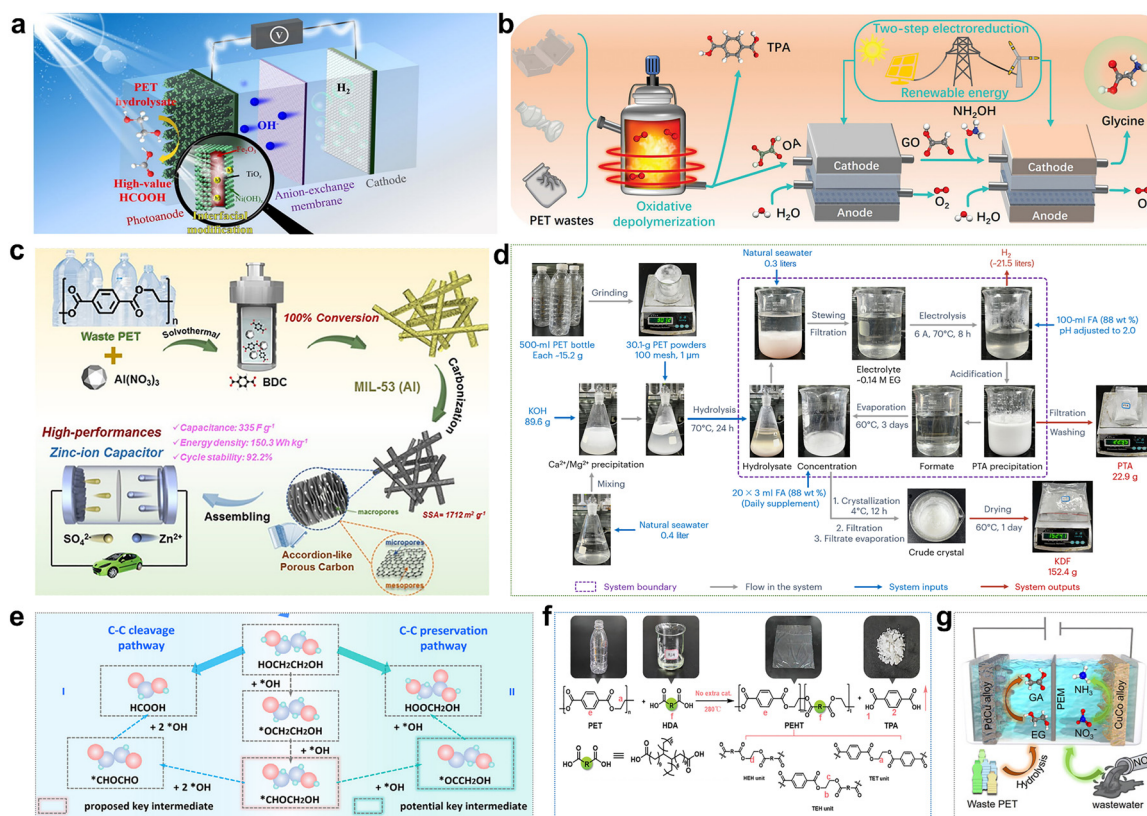 a
V
PET
hydrolysate
H2
OH-
Fe2O3
TiOx
Ni(OH)x
High-value
HCOOH
Photoanode
Interfacial
modification
Anion-exchange
membrane
Cathode
b
TPA
Two-step electroreduction
Renewable energy
NH2OH
Glycine
OA
GO
Cathode
Cathode
Anode
Anode
H2O
O2
H2O
PET wastes
Oxidative
depolymerization
c
n
Waste PET
Solvothermal
100% Conversion
Al(NO3)3
BDC
MIL-53 (Al)
Carbonization
High-performances
Zinc-ion Capacitor
✓Capacitance: 335 F g-1
✓Energy density: 150.3 Wh kg-1
✓Cycle stability: 92.2%
macropores
SSA= 1712 m2 g-1
Assembling
SO42-
Zn2+
Accordion-like
Porous Carbon
micropores
mesopores
d
Natural seawater
0.3 liters
H2
(~21.5 liters)
Grinding
Stewing
Filtration
Electrolysis
6 A, 70°C, 8 h
100-ml FA (88 wt %)
pH adjusted to 2.0
500-ml PET bottle
Each ~15.2 g
30.1-g PET powders
100 mesh, 1 μm
Electrolyte
~0.14 M EG
Acidification
KOH
89.6 g
Hydrolysis
70°C, 24 h
Evaporation
60°C, 3 days
Filtration
Washing
Ca2+/Mg2+ precipitation
Hydrolysate
Concentration
Formate
PTA precipitation
PTA
22.9 g
Mixing
20 × 3 ml FA (88 wt %)
(Daily supplement)
1. Crystallization
4°C, 12 h
2. Filtration
3. Filtrate evaporation
Drying
60°C, 1 day
Natural seawater
0.4 liter
Crude crystal
KDF
152.4 g
System boundary
Flow in the system
System inputs
System outputs
e
C-C cleavage
pathway
C-C preservation
pathway
HOCH2CH2OH
I
II
+ *OH
HCOOH
HOOCH2OH
+ 2 *OH
*OCH2CH2OH
+ *OH
+ *OH
*CHOCHO
*OCCH2OH
+ 2 *OH
*CHOCH2OH
+ *OH
proposed key intermediate
potential key intermediate
f
No extra cat.
280℃
PET
HDA
PEHT
TPA
HEH unit
TET unit
TEH unit
g
PdCu alloy
GA
EG
PEM
NH3
NO3-
CuCo alloy
Hydrolysis
Waste PET
wastewater